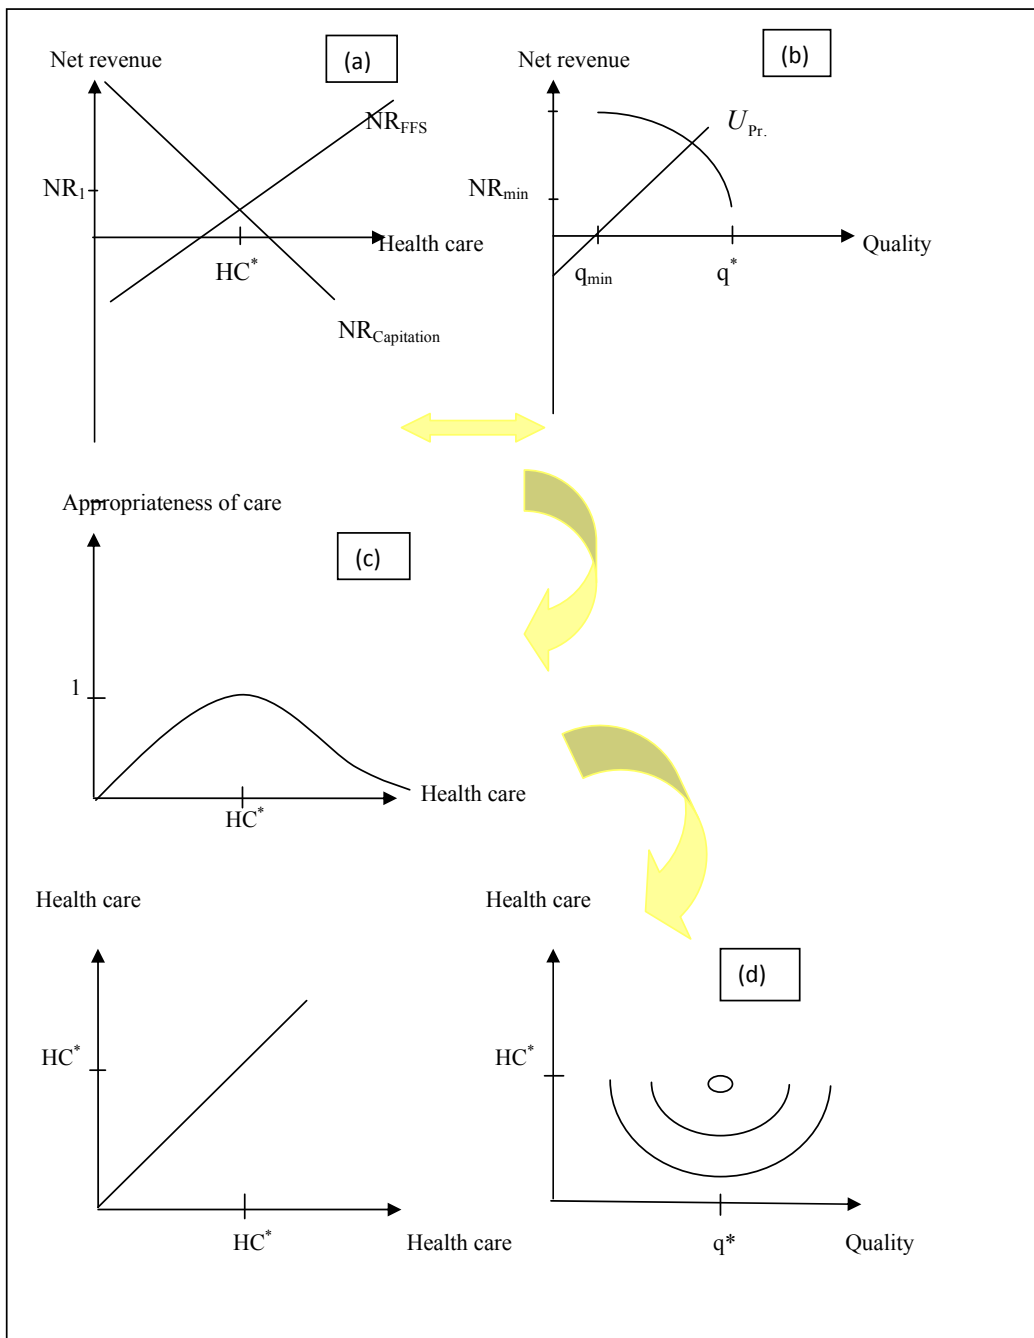 Net revenue
(a)
NR_FFS
NR_1
Health care
HC^*
NR_Capitation
Net revenue
(b)
U_Pr.
NR_min
Quality
q_min
q^*
Appropriateness of care
(c)
1
Health care
HC^*
Health care
HC^*
HC^*
Health care
Health care
(d)
HC^*
q*
Quality